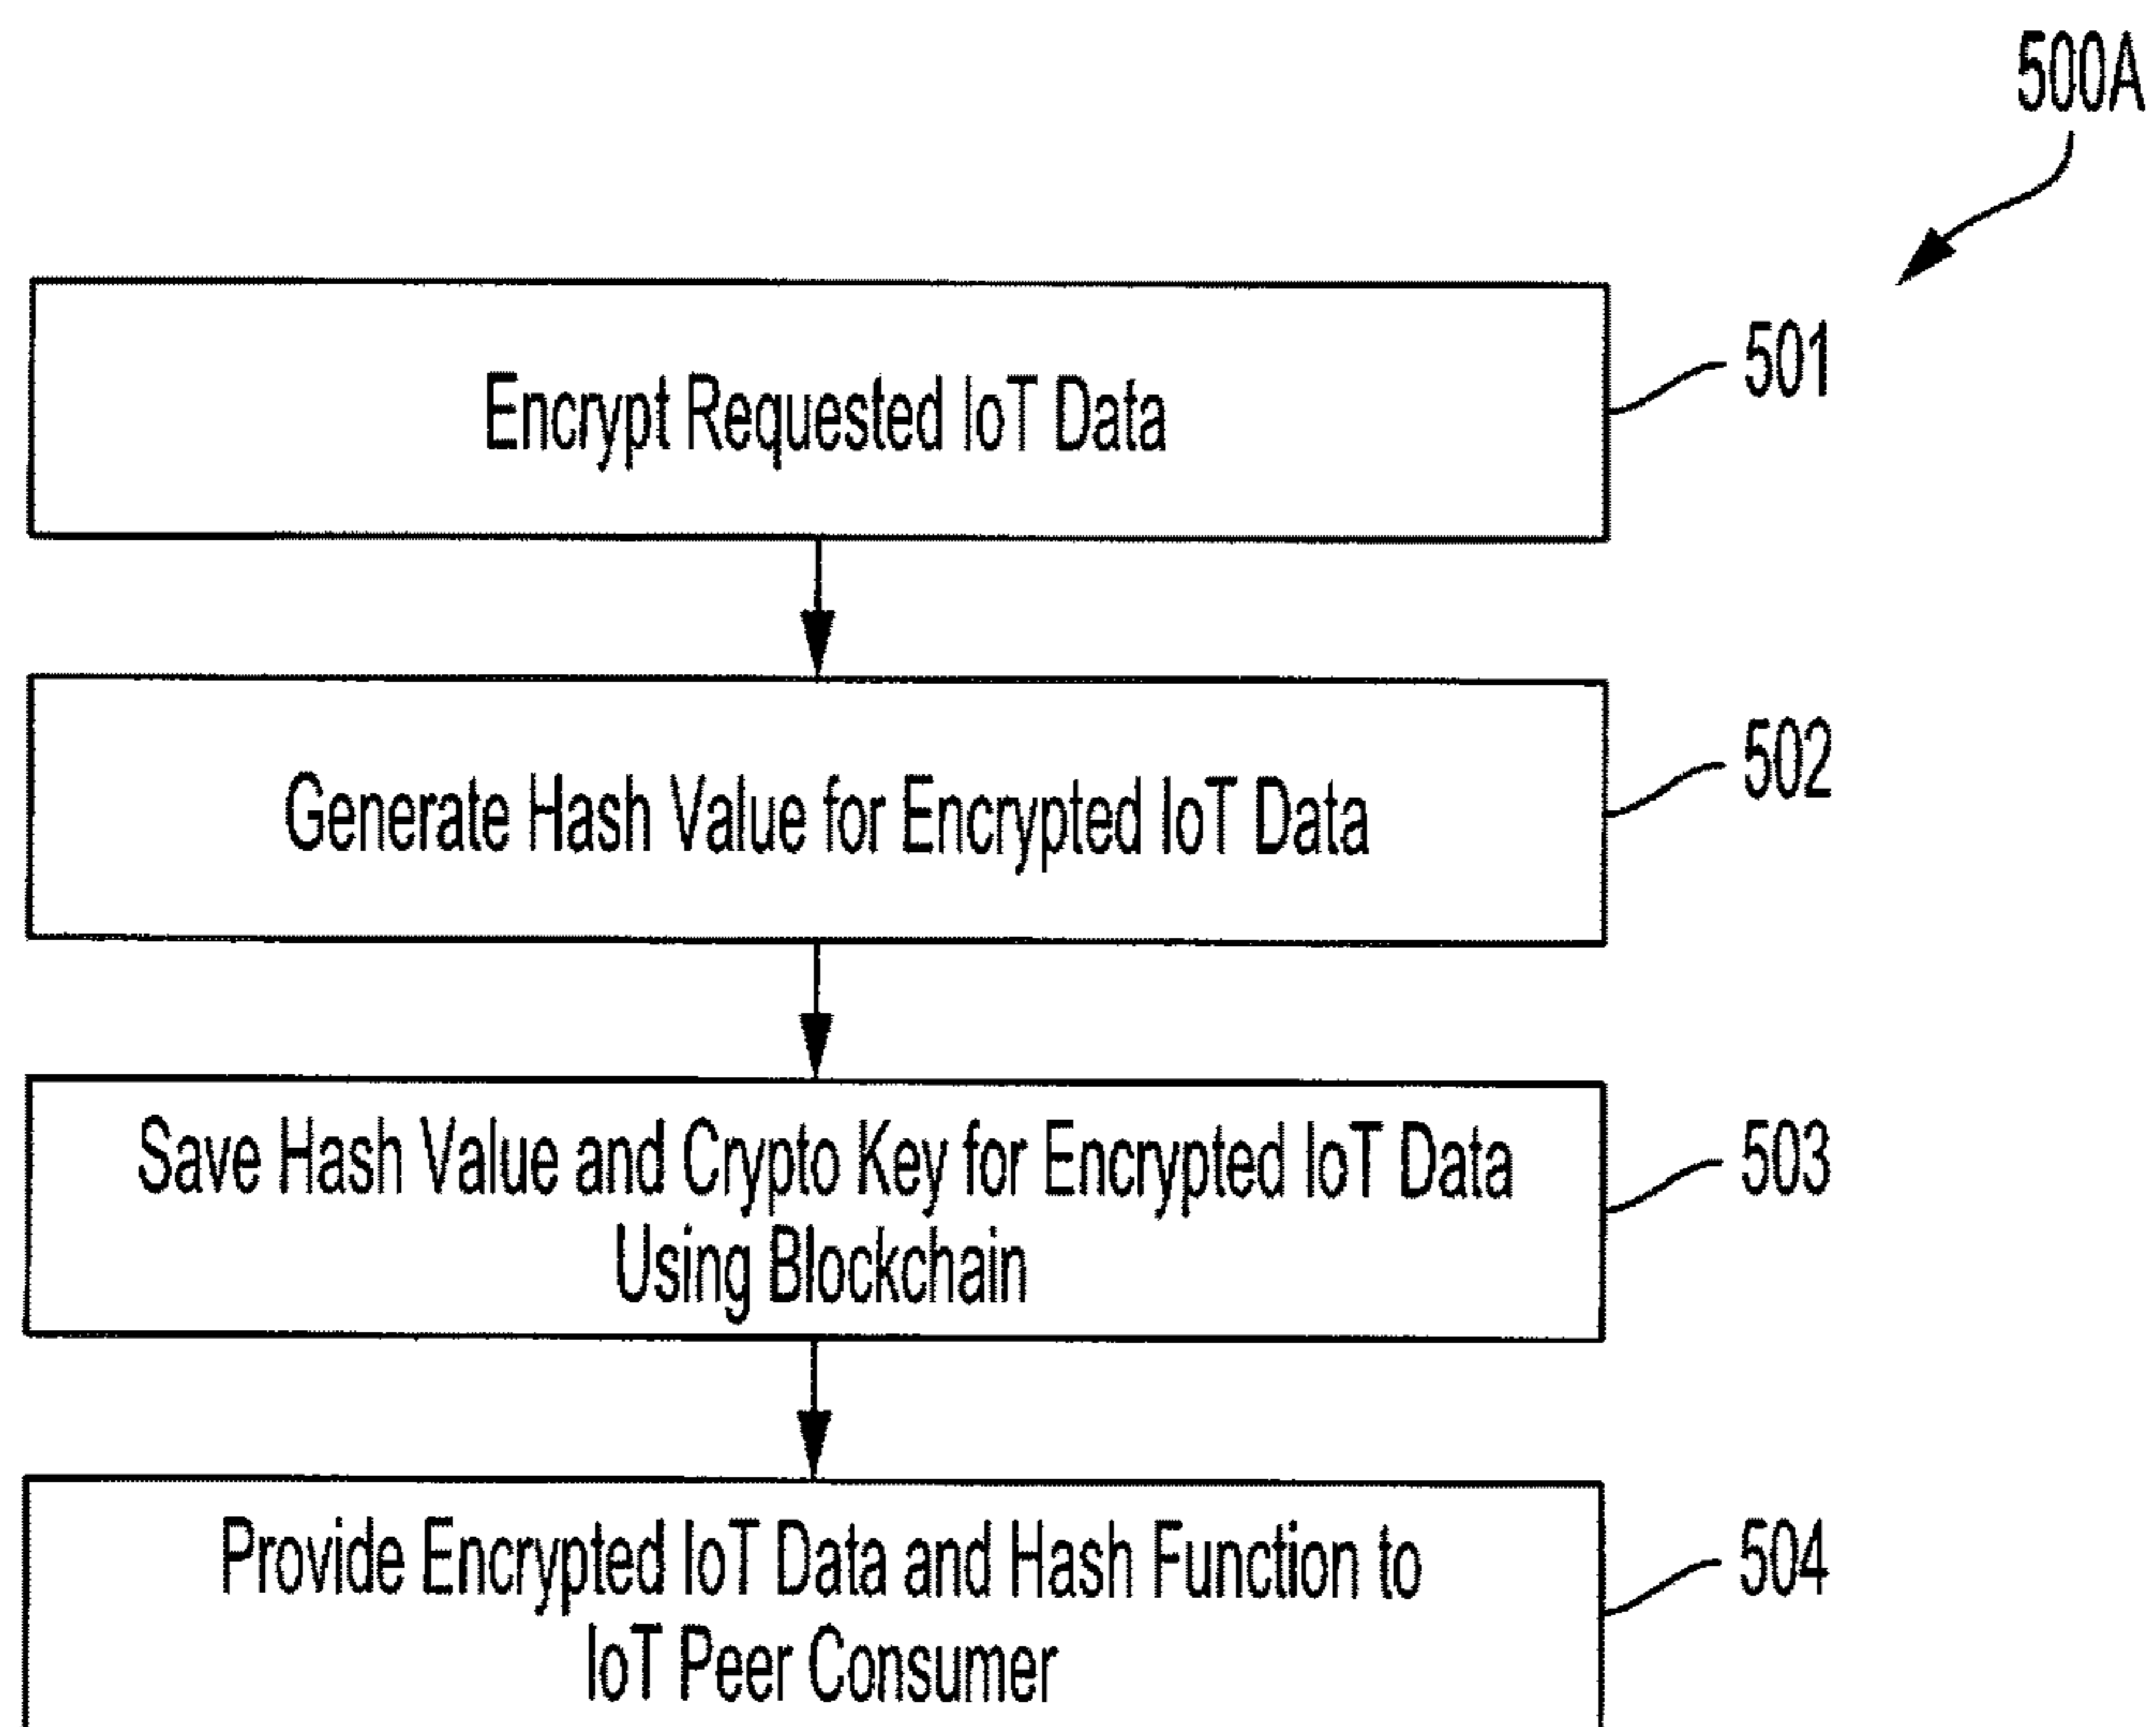 500A
Encrypt Requested IoT Data
501
Generate Hash Value for Encrypted IoT Data
502
Save Hash Value and Crypto Key for Encrypted IoT Data
Using Blockchain
503
Provide Encrypted IoT Data and Hash Function to
IoT Peer Consumer
504